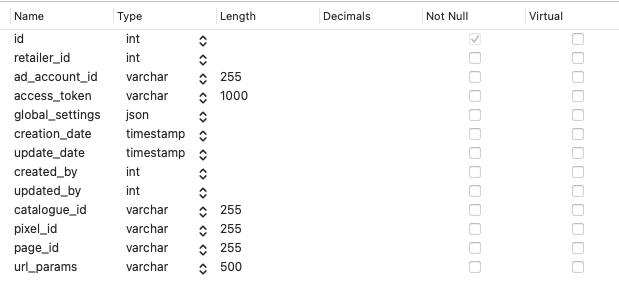 Name Type Length Decimals Not Null Virtual
id int
retailer_id int
ad_account_id varchar 255
access_token varchar 1000
global_settings json
creation_date timestamp
update_date timestamp
created_by int
updated_by int
catalogue_id varchar 255
pixel_id varchar 255
page_id varchar 255
url_params varchar 500